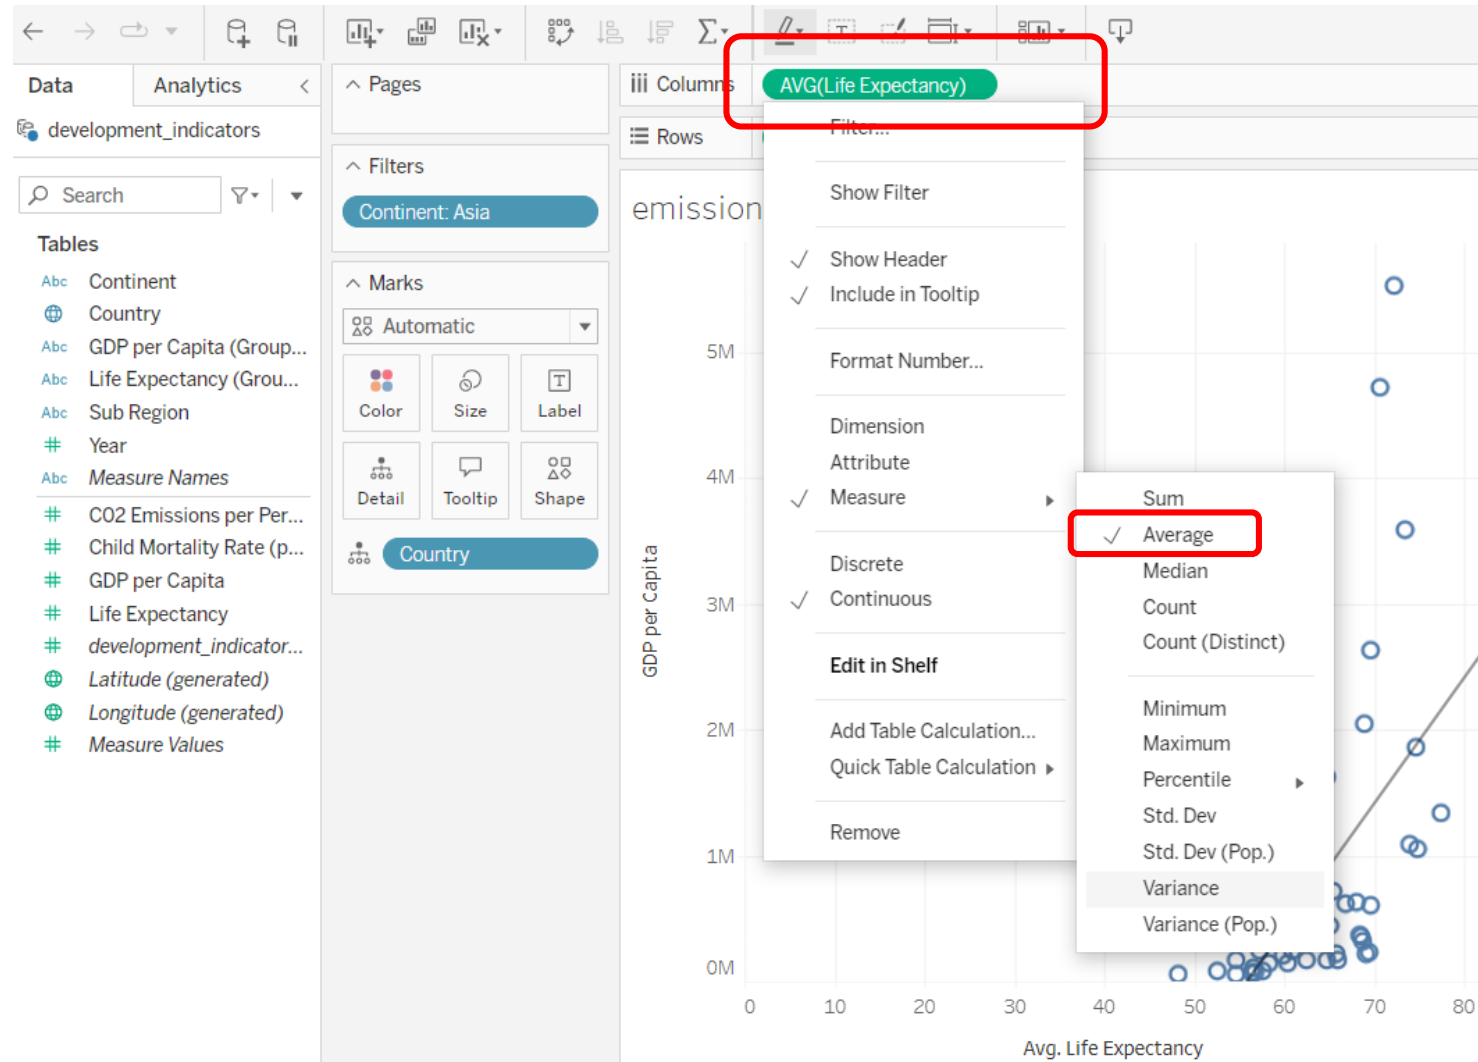 Data
Analytics
Pages
Columns
AVG(Life Expectancy)
development_indicators
Rows
Filter...
Search
Filters
Continent: Asia
Show Filter
emission
Tables
Abc Continent
Country
Abc GDP per Capita (Group...
Abc Life Expectancy (Grou...
Abc Sub Region
Year
Abc Measure Names
CO2 Emissions per Per...
Child Mortality Rate (p...
GDP per Capita
Life Expectancy
development_indicator...
Latitude (generated)
Longitude (generated)
Measure Values
Marks
Automatic
Color
Size
T
Label
Detail
Tooltip
Shape
Country
Show Header
Include in Tooltip
Format Number...
Dimension
Attribute
Measure
Discrete
Continuous
Edit in Shelf
Add Table Calculation...
Quick Table Calculation
Remove
Sum
Average
Median
Count
Count (Distinct)
Minimum
Maximum
Percentile
Std. Dev
Std. Dev (Pop.)
Variance
Variance (Pop.)
GDP per Capita
5M
4M
3M
2M
1M
0M
0 10 20 30 40 50 60 70 80
Avg. Life Expectancy